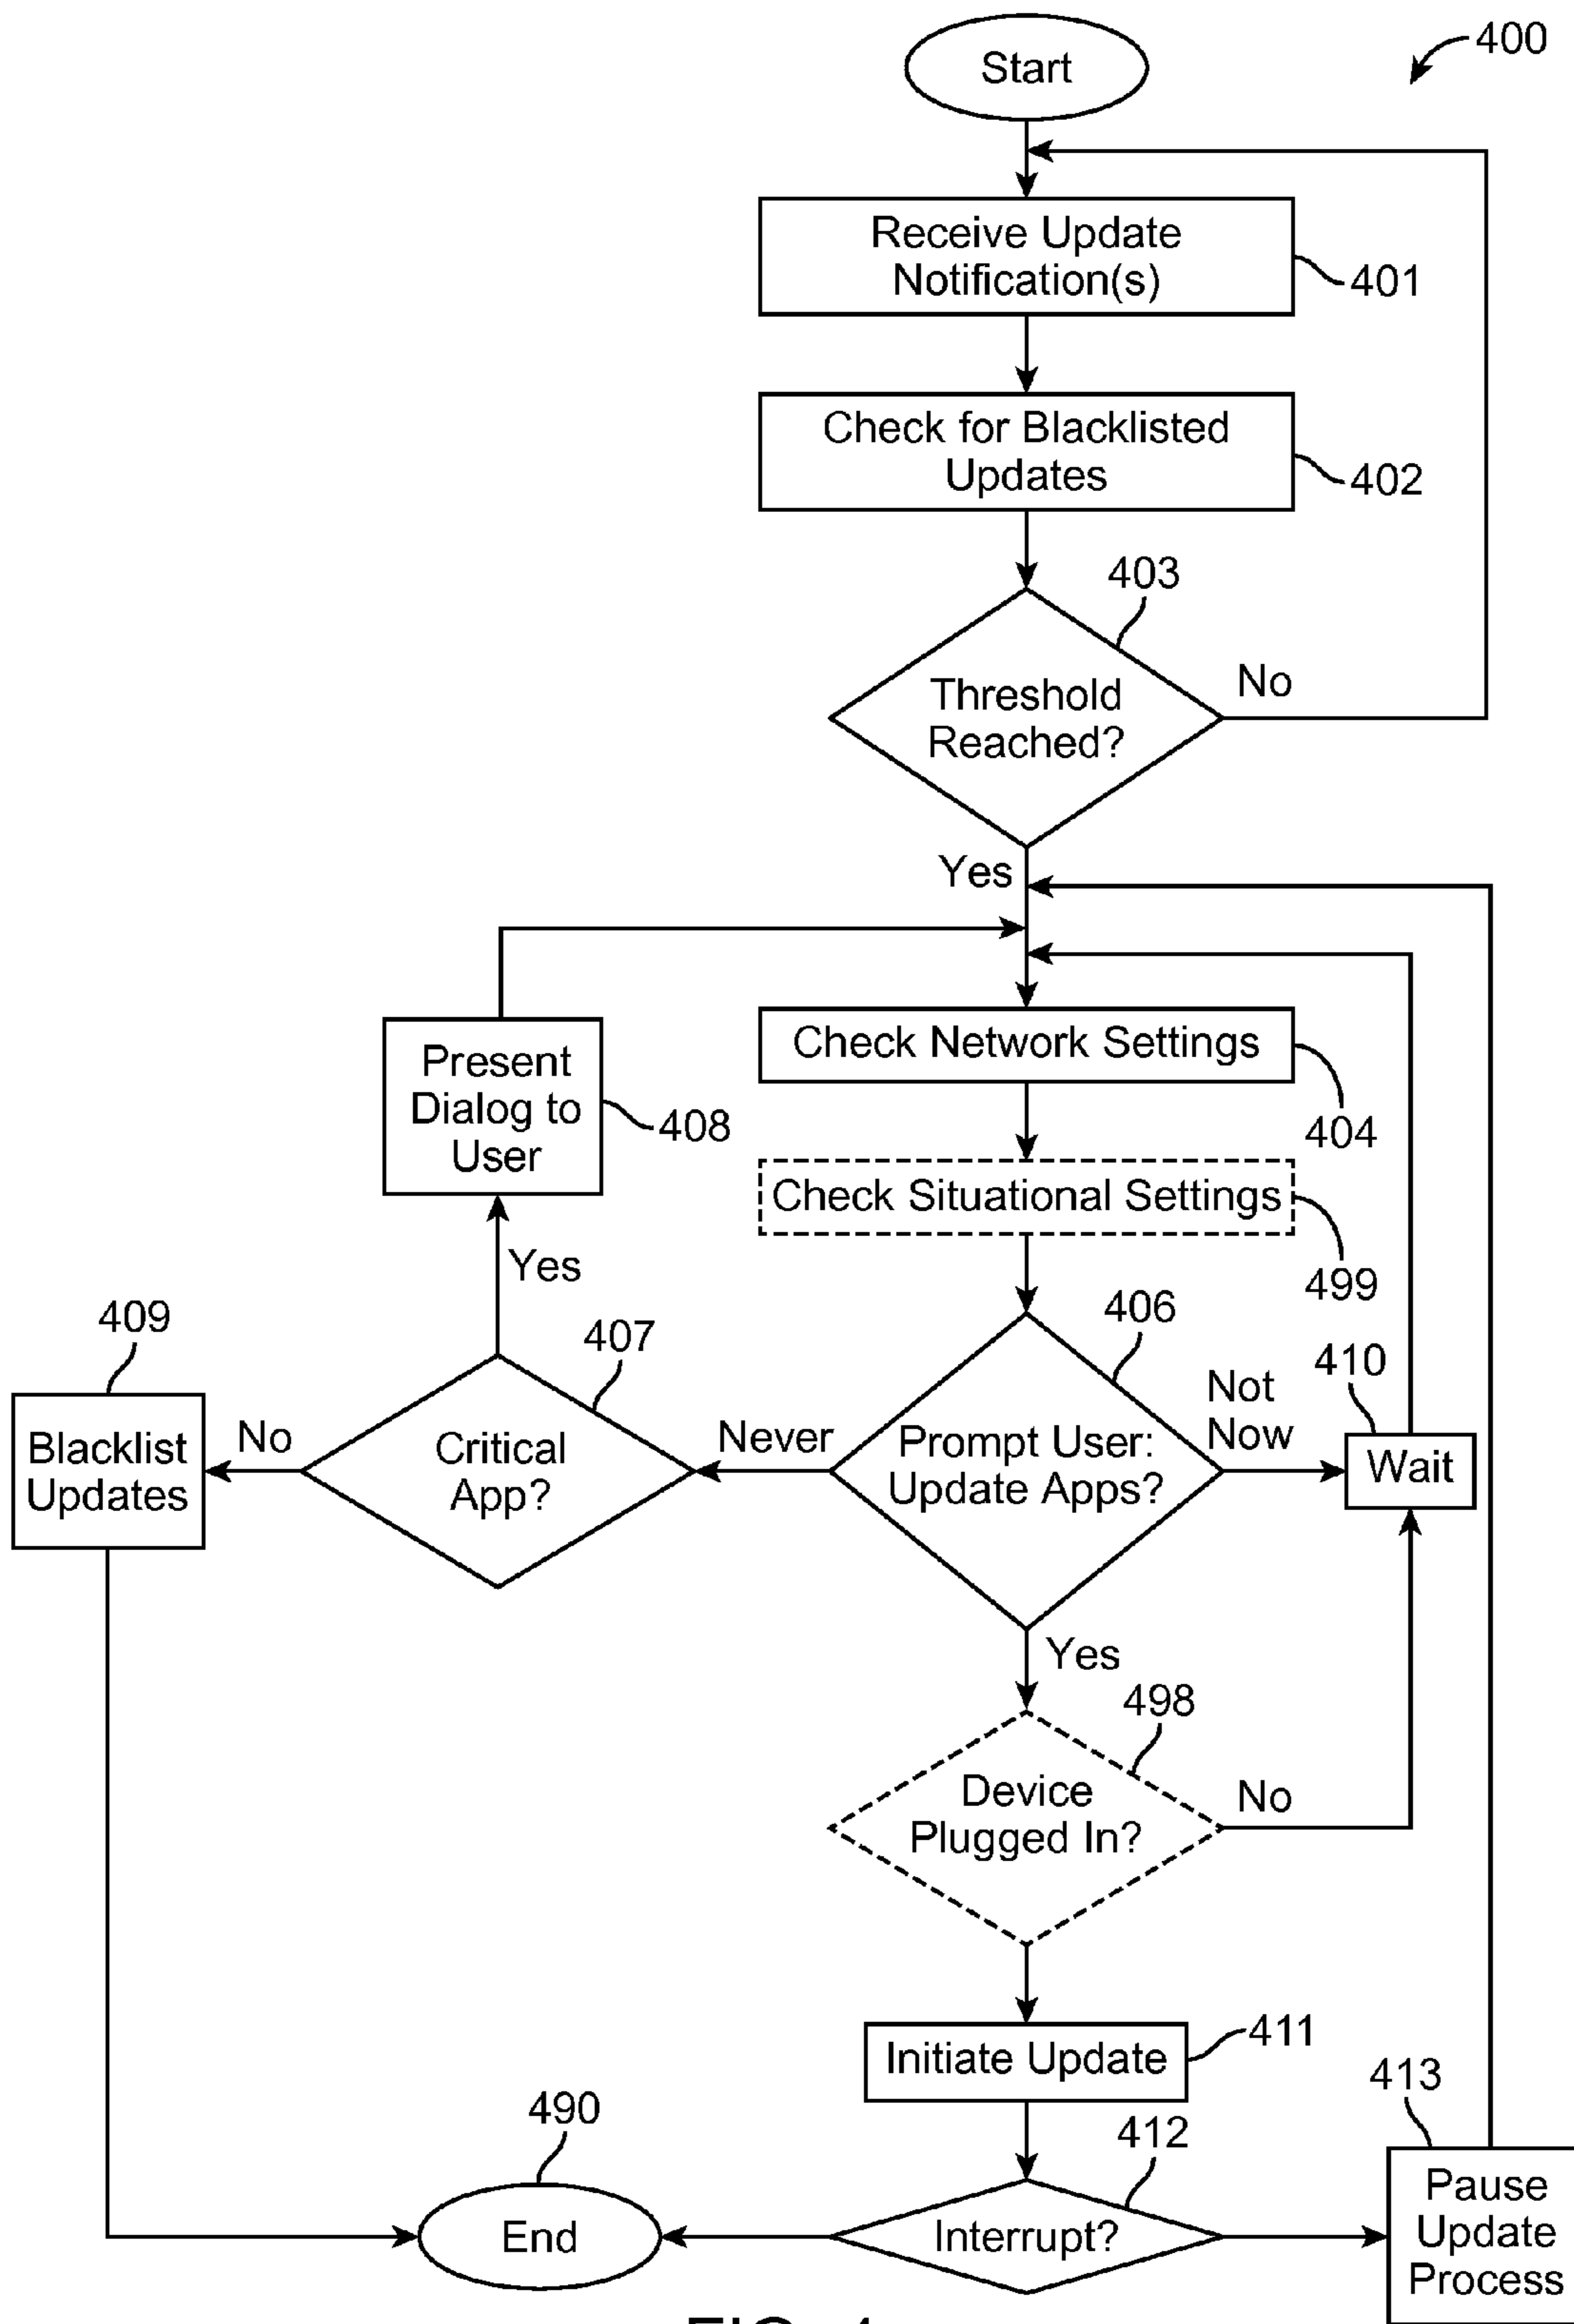 Start
400
Receive Update
Notification(s)
401
Check for Blacklisted
Updates
402
403
Threshold
Reached?
No
Yes
Check Network Settings
404
Present
Dialog to
User
408
Check Situational Settings
499
Yes
409
407
406
410
Not
Now
Blacklist
Updates
No
Critical
App?
Never
Prompt User:
Update Apps?
Wait
Yes
498
Device
Plugged In?
No
Initiate Update
411
413
490
412
End
Interrupt?
Pause
Update
Process